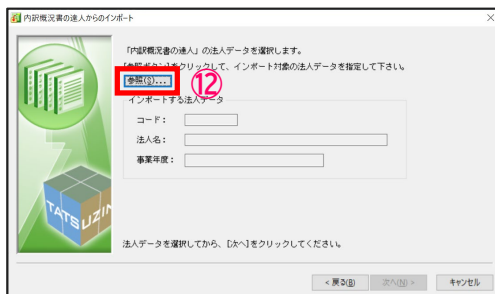 内訳概況書の達人からのインポート
「内訳概況書の達人」の法人データを選択します。
[参照ボタン]をクリックして、インポート対象の法人データを指定して下さい。
参照(S)...
⑫
インポートする法人データ
コード：
法人名：
事業年度：
TATSUZIN
法人データを選択してから、[次へ]をクリックしてください。
< 戻る(B)
次へ(N) >
キャンセル